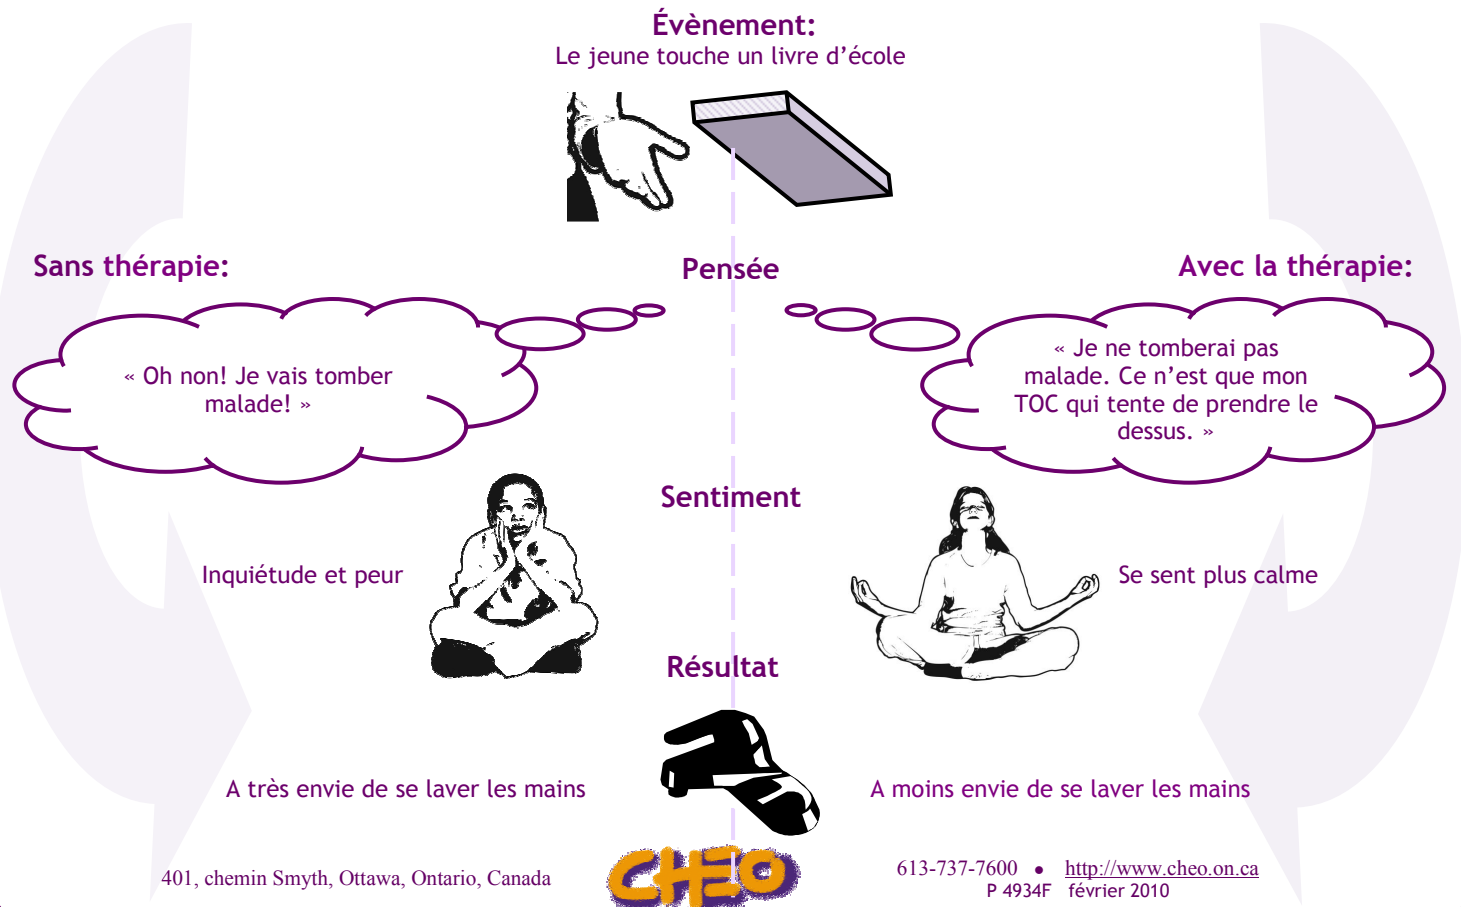 Évènement:
Le jeune touche un livre d’école
Sans thérapie:
Pensée
Avec la thérapie:
« Oh non! Je vais tomber
malade! »
« Je ne tomberai pas
malade. Ce n’est que mon
TOC qui tente de prendre le
dessus. »
Sentiment
Inquiétude et peur
Se sent plus calme
Résultat
A très envie de se laver les mains
A moins envie de se laver les mains
401, chemin Smyth, Ottawa, Ontario, Canada
CHEO
613-737-7600 ● http://www.cheo.on.ca
P 4934F février 2010